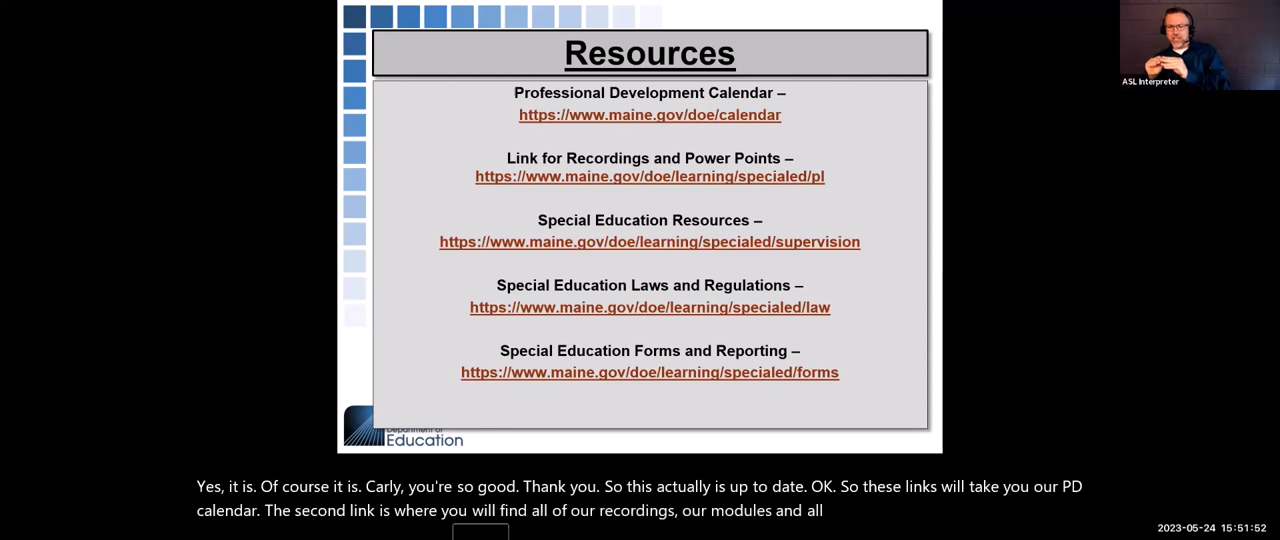 Resources
Professional Development Calendar –
https://www.maine.gov/doe/calendar
Link for Recordings and Power Points –
https://www.maine.gov/doe/learning/specialed/pl
Special Education Resources –
https://www.maine.gov/doe/learning/specialed/supervision
Special Education Laws and Regulations –
https://www.maine.gov/doe/learning/specialed/law
Special Education Forms and Reporting –
https://www.maine.gov/doe/learning/specialed/forms
Department of
Education
ASL Interpreter
Yes, it is. Of course it is. Carly, you're so good. Thank you. So this actually is up to date. OK. So these links will take you our PD
calendar. The second link is where you will find all of our recordings, our modules and all
2023-05-24 15:51:52